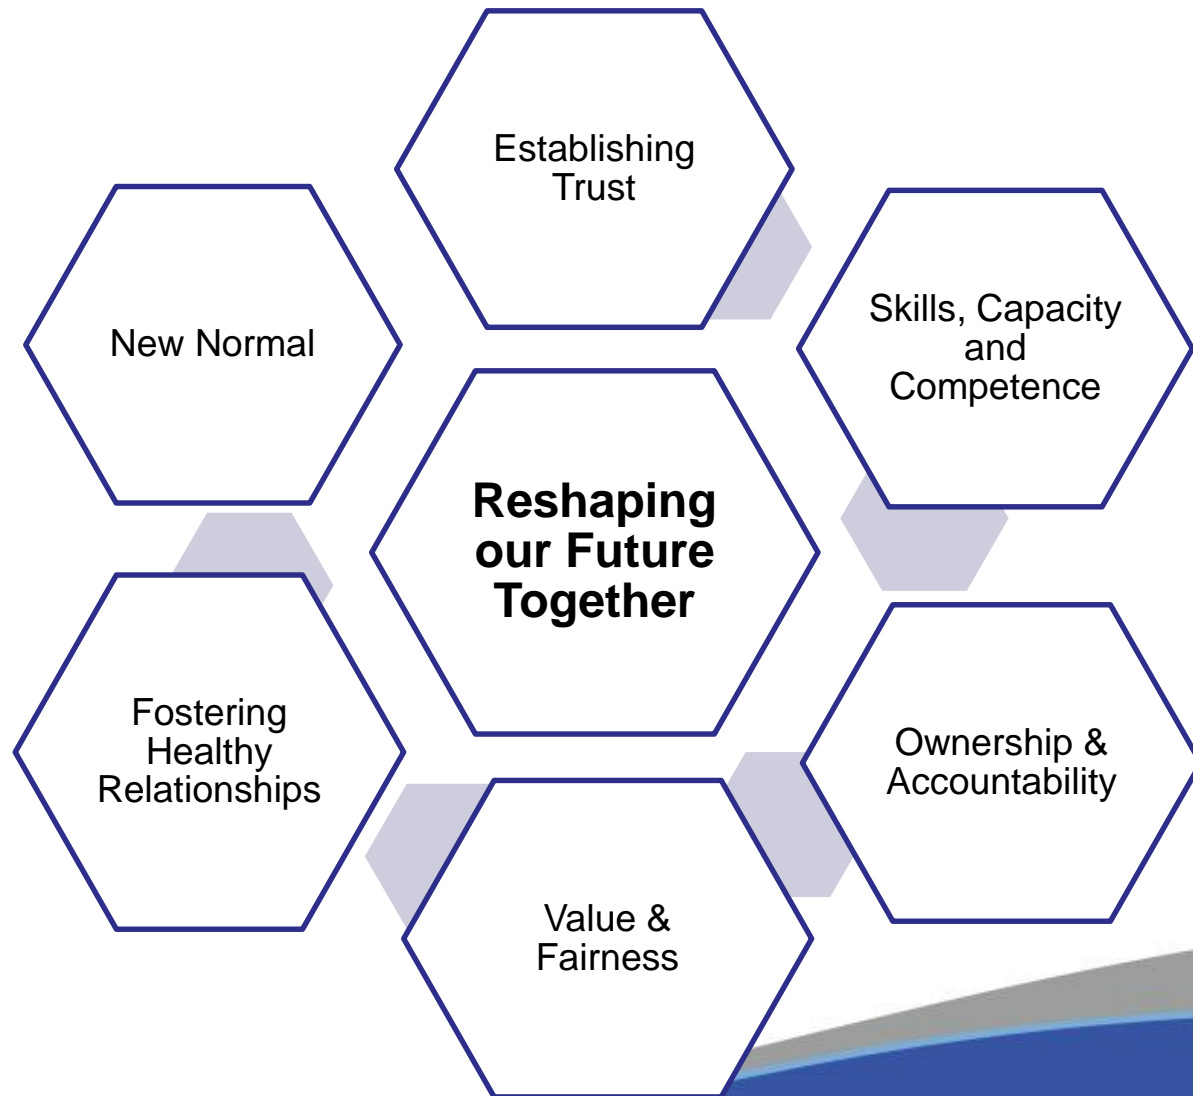 Establishing
Trust
Skills, Capacity
and
Competence
New Normal
Reshaping
our Future
Together
Fostering
Healthy
Relationships
Ownership &
Accountability
Value &
Fairness